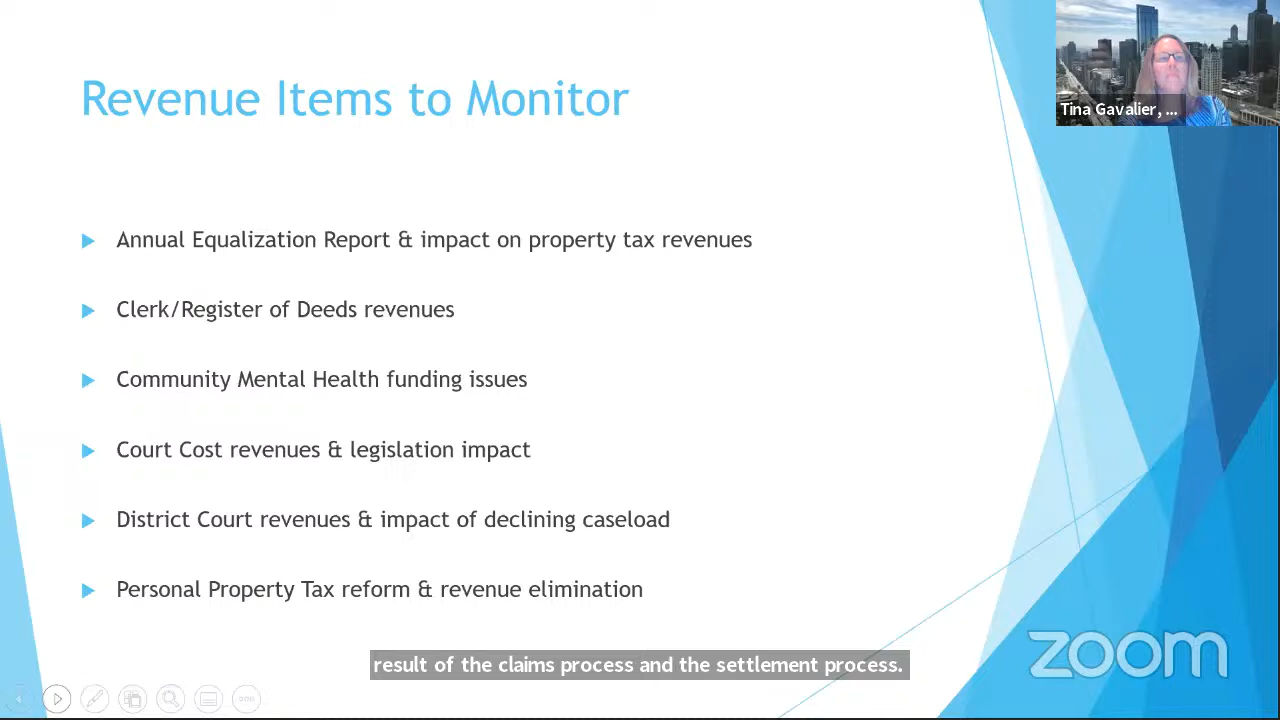 Revenue Items to Monitor
Tina Gavalier, ...
Annual Equalization Report & impact on property tax revenues
Clerk/Register of Deeds revenues
Community Mental Health funding issues
Court Cost revenues & legislation impact
District Court revenues & impact of declining caseload
Personal Property Tax reform & revenue elimination
result of the claims process and the settlement process.
zoom